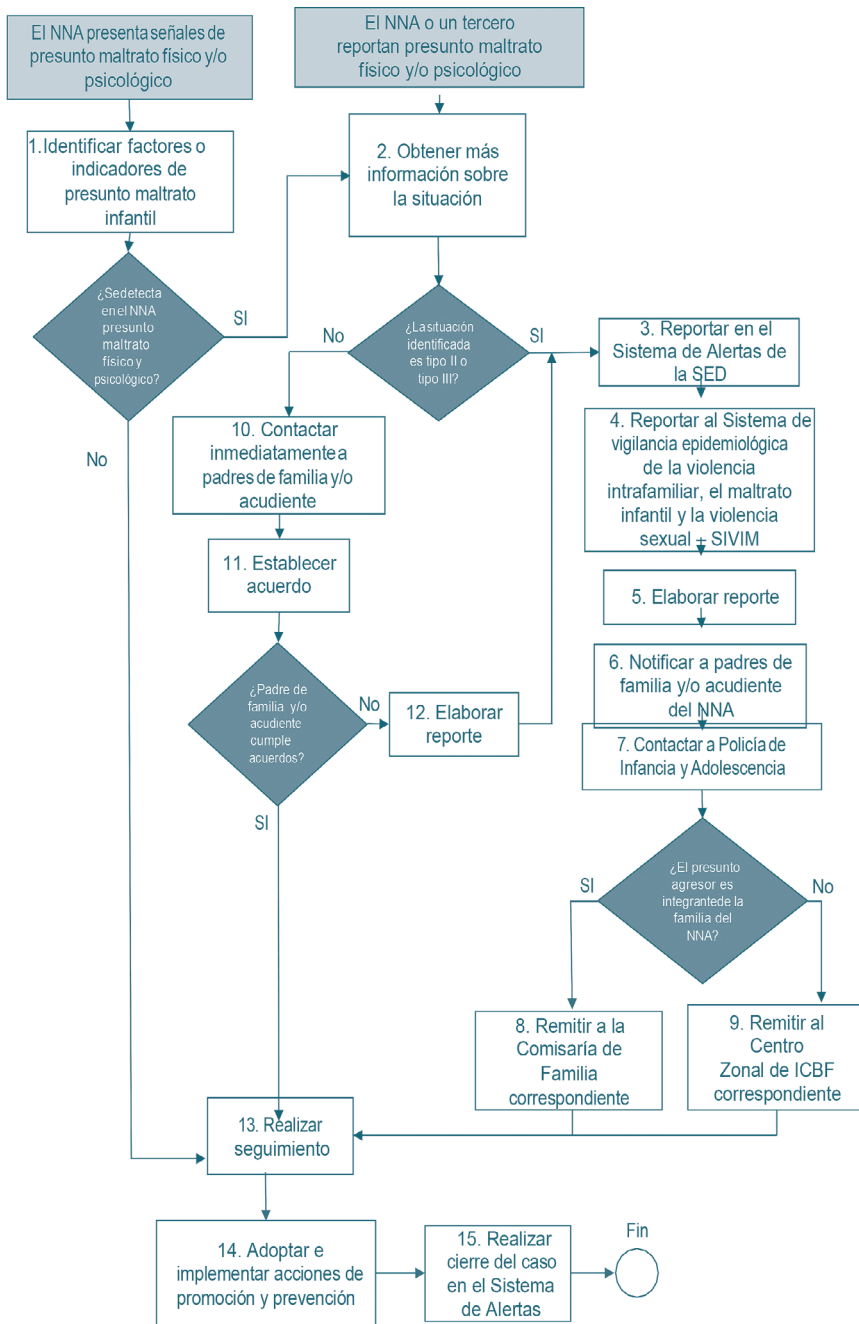 El NNA presenta señales de
presunto maltrato físico y/o
psicológico
El NNA o un tercero
reportan presunto maltrato
físico y/o psicológico
1.Identificar factores o
indicadores de
presunto maltrato
infantil
2. Obtener más
información sobre
la situación
¿Sedetecta
en el NNA
presunto
maltrato
físico y
psicológico?
SI
No
¿La situación
identificada
es tipo II o
tipo III?
No
SI
3. Reportar en el
Sistema de Alertas de
la SED
4. Reportar al Sistema de
vigilancia epidemiológica
de la violencia
intrafamiliar, el maltrato
infantil y la violencia
sexual – SIVIM
5. Elaborar reporte
6. Notificar a padres de
familia y/o acudiente
del NNA
7. Contactar a Policía de
Infancia y Adolescencia
10. Contactar
inmediatamente a
padres de familia y/o
acudiente
11. Establecer
acuerdo
¿Padre de
familia y/o
acudiente
cumple
acuerdos?
No
SI
12. Elaborar
reporte
¿El presunto
agresor es
integrantede la
familia del
NNA?
SI
No
8. Remitir a la
Comisaría de
Familia
correspondiente
9. Remitir al
Centro
Zonal de ICBF
correspondiente
13. Realizar
seguimiento
14. Adoptar e
implementar acciones de
promoción y prevención
15. Realizar
cierre del caso
en el Sistema
de Alertas
Fin